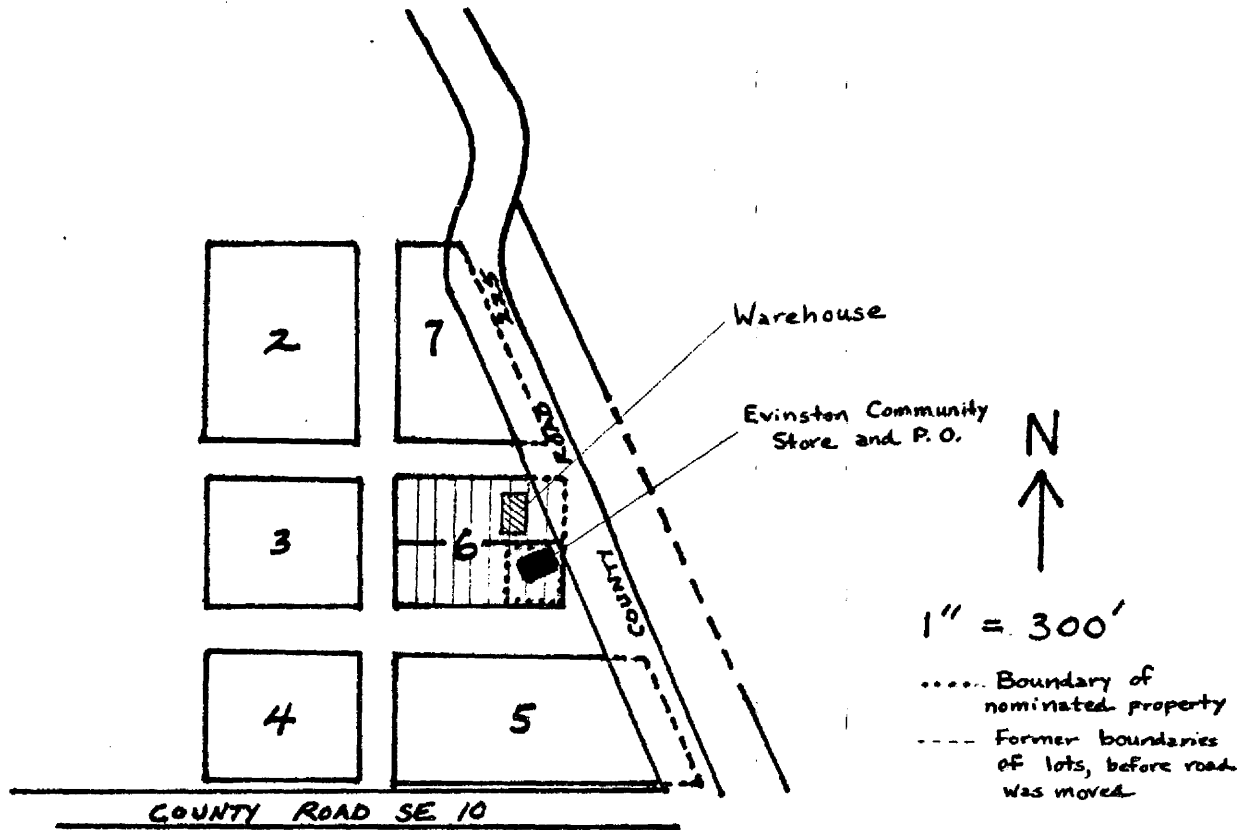 2
7
225
ROAD
COUNTY
Warehouse
Evinston Community
Store and P.O.
N
3
6
4
5
1" = 300'
..... Boundary of
nominated property
---- Former boundaries
of lots, before road
was moved
COUNTY ROAD SE 10